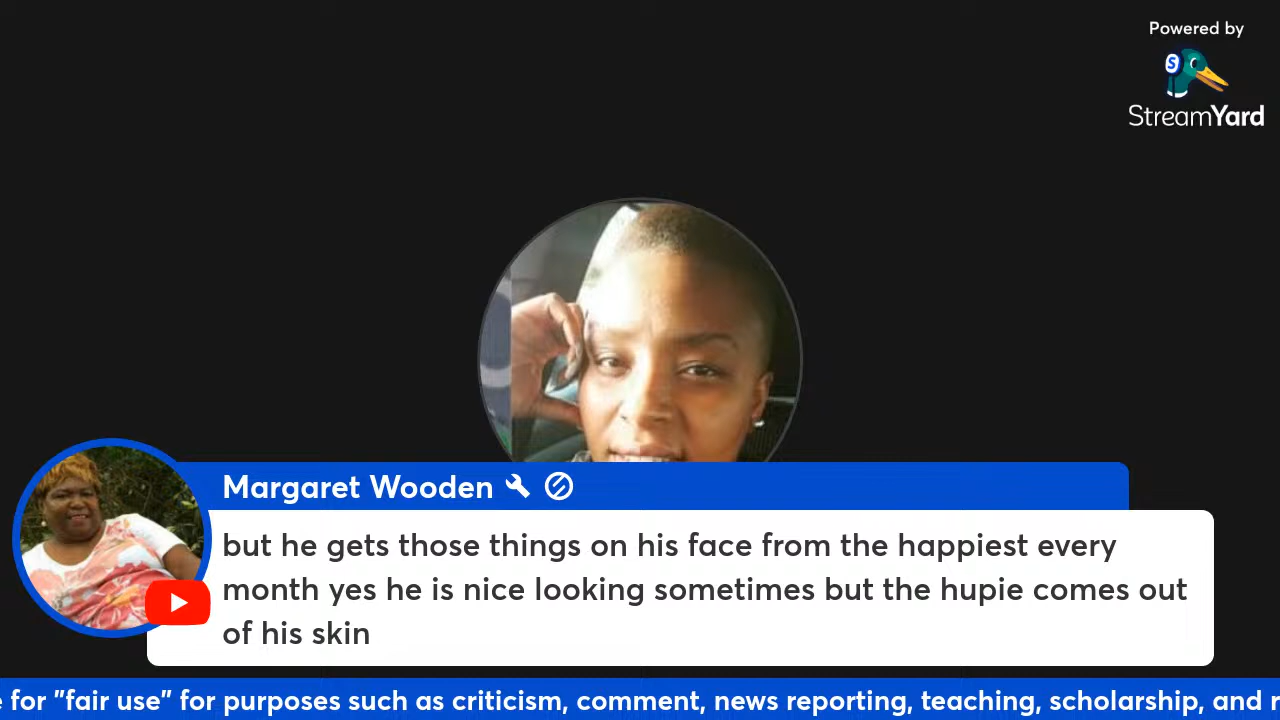 Powered by
StreamYard
Margaret Wooden
but he gets those things on his face from the happiest every
month yes he is nice looking sometimes but the hupie comes out
of his skin
for "fair use" for purposes such as criticism, comment, news reporting, teaching, scholarship, and